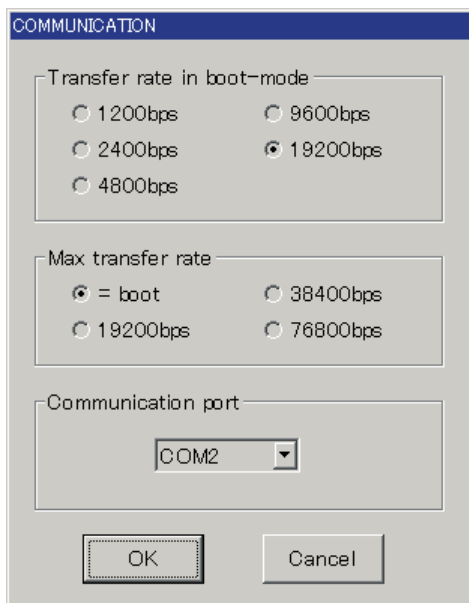 COMMUNICATION
Transfer rate in boot-mode
1200bps 9600bps
2400bps 19200bps
4800bps
Max transfer rate
= boot 38400bps
19200bps 76800bps
Communication port
COM2
OK Cancel